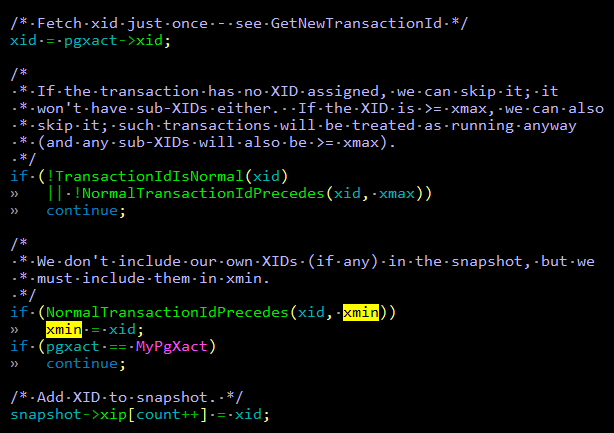 /* Fetch xid just once - see GetNewTransactionId */
xid = pgxact->xid;
/*
* If the transaction has no XID assigned, we can skip it; it
* won't have sub-XIDs either.  If the XID is >= xmax, we can also
* skip it; such transactions will be treated as running anyway
* (and any sub-XIDs will also be >= xmax).
*/
if (!TransactionIdIsNormal(xid)
»   || !NormalTransactionIdPrecedes(xid, xmax))
»   continue;
/*
* We don't include our own XIDs (if any) in the snapshot, but we
* must include them in xmin.
*/
if (NormalTransactionIdPrecedes(xid, xmin))
»   xmin = xid;
if (pgxact == MyPgXact)
»   continue;
/* Add XID to snapshot. */
snapshot->xip[count++] = xid;